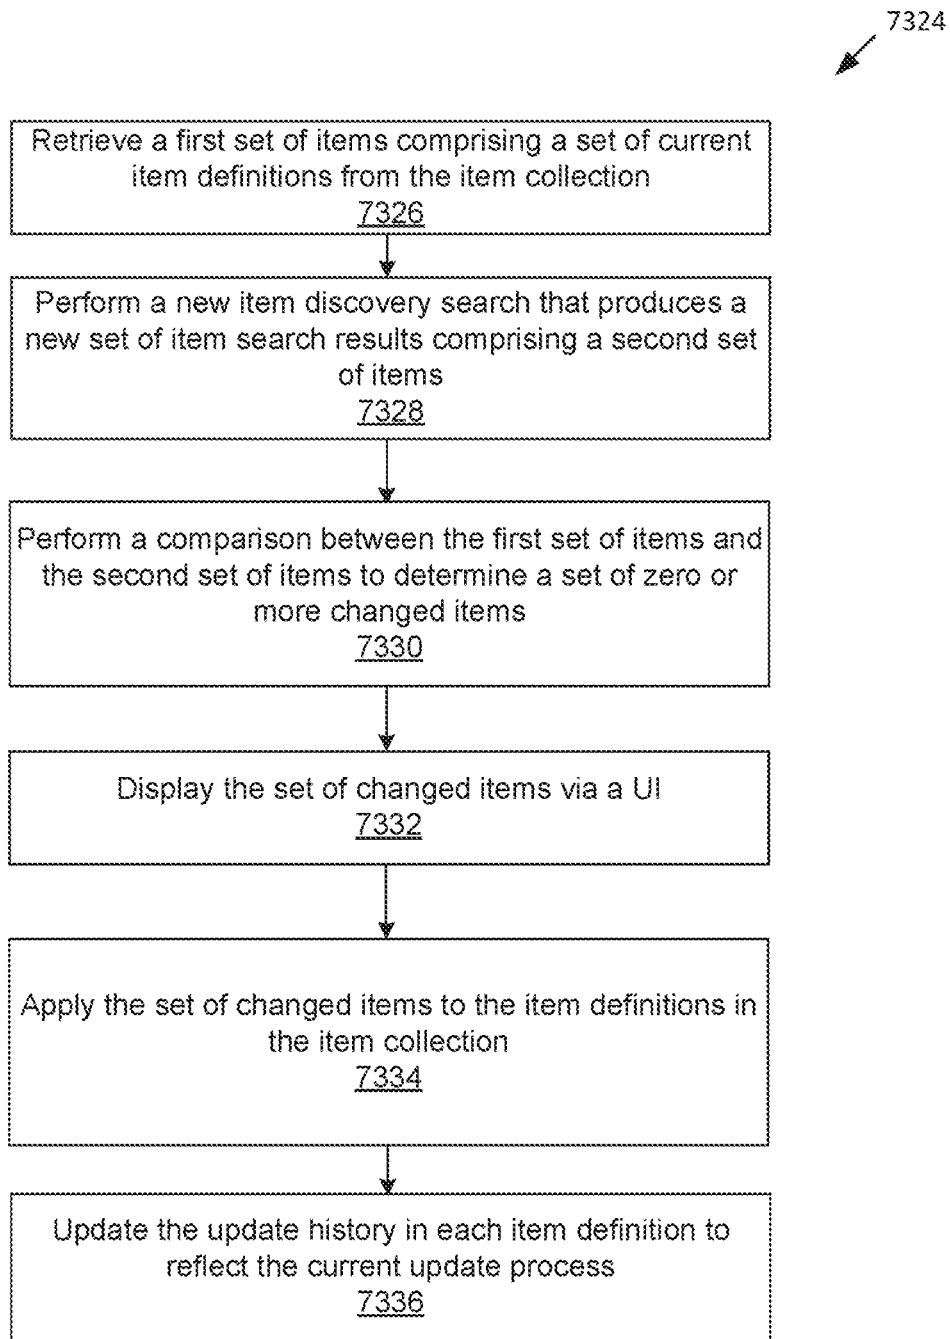 7324
Retrieve a first set of items comprising a set of current
item definitions from the item collection
7326
Perform a new item discovery search that produces a
new set of item search results comprising a second set
of items
7328
Perform a comparison between the first set of items and
the second set of items to determine a set of zero or
more changed items
7330
Display the set of changed items via a UI
7332
Apply the set of changed items to the item definitions in
the item collection
7334
Update the update history in each item definition to
reflect the current update process
7336